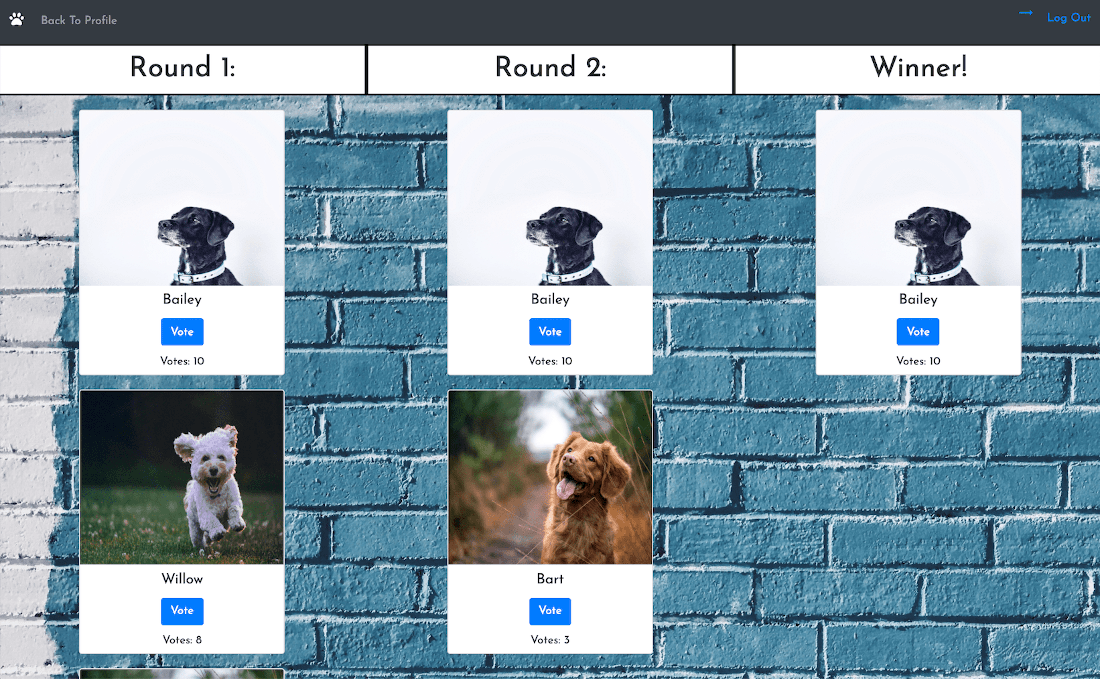 Back To Profile
Log Out
Round 1:
Round 2:
Winner!
Bailey
Vote
Votes: 10
Bailey
Vote
Votes: 10
Bailey
Vote
Votes: 10
Willow
Vote
Votes: 8
Bart
Vote
Votes: 3